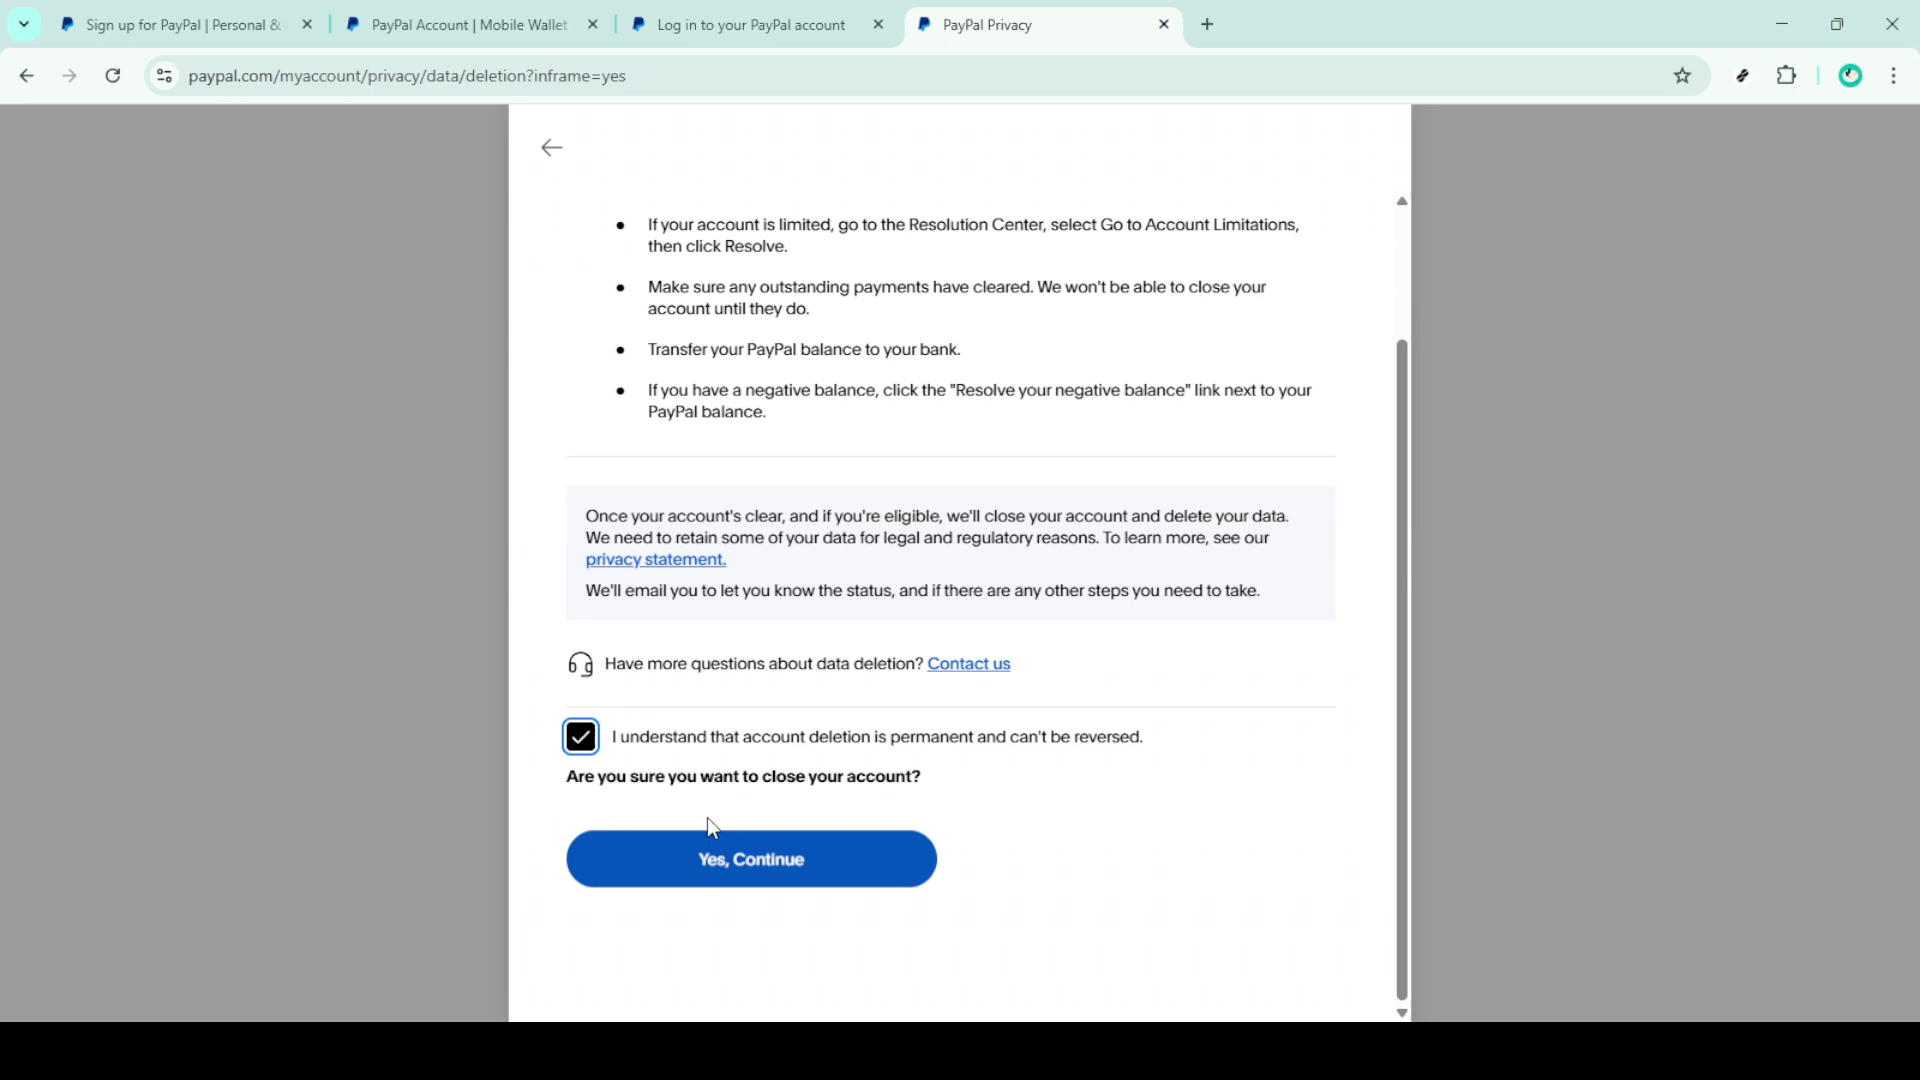 Sign up for PayPal | Personal &
PayPal Account | Mobile Wallet
Log in to your PayPal account
PayPal Privacy
paypal.com/myaccount/privacy/data/deletion?inframe=yes
If your account is limited, go to the Resolution Center, select Go to Account Limitations,
then click Resolve.
Make sure any outstanding payments have cleared. We won't be able to close your
account until they do.
Transfer your PayPal balance to your bank.
If you have a negative balance, click the "Resolve your negative balance" link next to your
PayPal balance.
Once your account's clear, and if you're eligible, we'll close your account and delete your data.
We need to retain some of your data for legal and regulatory reasons. To learn more, see our
privacy statement.
We'll email you to let you know the status, and if there are any other steps you need to take.
Have more questions about data deletion? Contact us
I understand that account deletion is permanent and can't be reversed.
Are you sure you want to close your account?
Yes, Continue